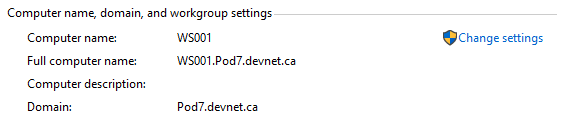 Computer name, domain, and workgroup settings
Computer name: WS001 Change settings
Full computer name: WS001.Pod7.devnet.ca
Computer description:
Domain: Pod7.devnet.ca